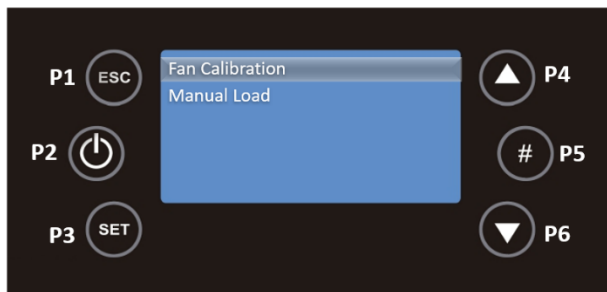 P1 ESC
Fan Calibration
P4
Manual Load
P2
# P5
P3 SET
P6